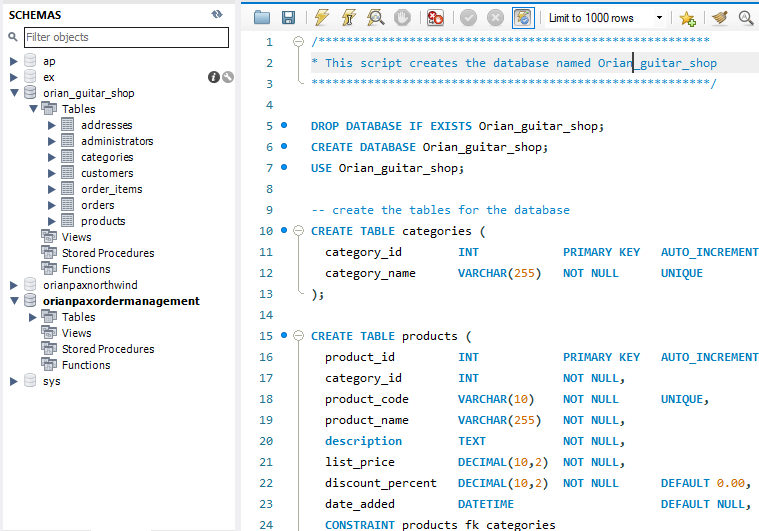 SCHEMAS
Filter objects
ap
ex
orian_guitar_shop
Tables
addresses
administrators
categories
customers
order_items
orders
products
Views
Stored Procedures
Functions
orianpaxnorthwind
orianpaxordermanagement
Tables
Views
Stored Procedures
Functions
sys
Limit to 1000 rows
1 /***************************************************
2 * This script creates the database named Orian_guitar_shop
3 ****************************************************/
4
5 DROP DATABASE IF EXISTS Orian_guitar_shop;
6 CREATE DATABASE Orian_guitar_shop;
7 USE Orian_guitar_shop;
8
9 -- create the tables for the database
10 CREATE TABLE categories (
11 category_id INT PRIMARY KEY AUTO_INCREMENT
12 category_name VARCHAR(255) NOT NULL UNIQUE
13 );
14
15 CREATE TABLE products (
16 product_id INT PRIMARY KEY AUTO_INCREMENT
17 category_id INT NOT NULL,
18 product_code VARCHAR(10) NOT NULL UNIQUE,
19 product_name VARCHAR(255) NOT NULL,
20 description TEXT NOT NULL,
21 list_price DECIMAL(10,2) NOT NULL,
22 discount_percent DECIMAL(10,2) NOT NULL DEFAULT 0.00,
23 date_added DATETIME DEFAULT NULL,
24 CONSTRAINT products_fk_categories